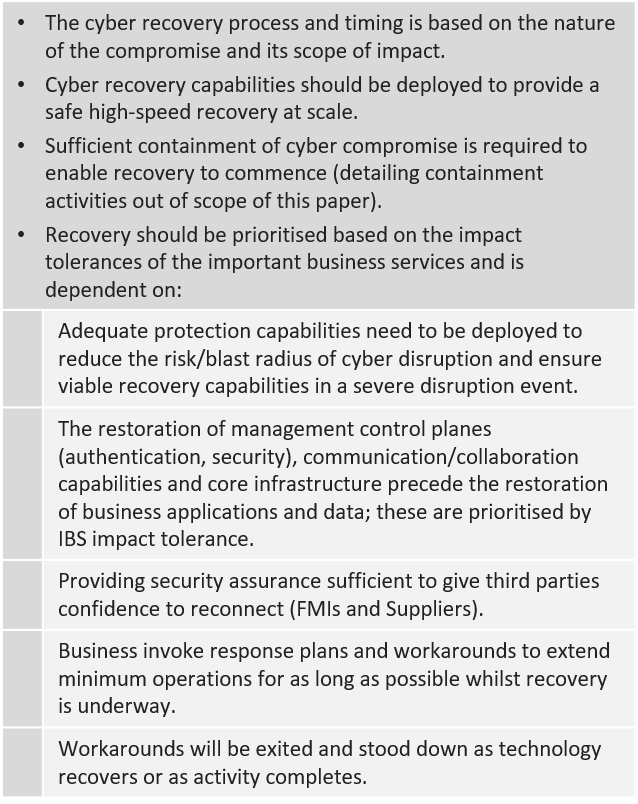 • The cyber recovery process and timing is based on the nature
of the compromise and its scope of impact.
• Cyber recovery capabilities should be deployed to provide a
safe high-speed recovery at scale.
• Sufficient containment of cyber compromise is required to
enable recovery to commence (detailing containment
activities out of scope of this paper).
• Recovery should be prioritised based on the impact
tolerances of the important business services and is
dependent on:
Adequate protection capabilities need to be deployed to
reduce the risk/blast radius of cyber disruption and ensure
viable recovery capabilities in a severe disruption event.
The restoration of management control planes
(authentication, security), communication/collaboration
capabilities and core infrastructure precede the restoration
of business applications and data; these are prioritised by
IBS impact tolerance.
Providing security assurance sufficient to give third parties
confidence to reconnect (FMIs and Suppliers).
Business invoke response plans and workarounds to extend
minimum operations for as long as possible whilst recovery
is underway.
Workarounds will be exited and stood down as technology
recovers or as activity completes.